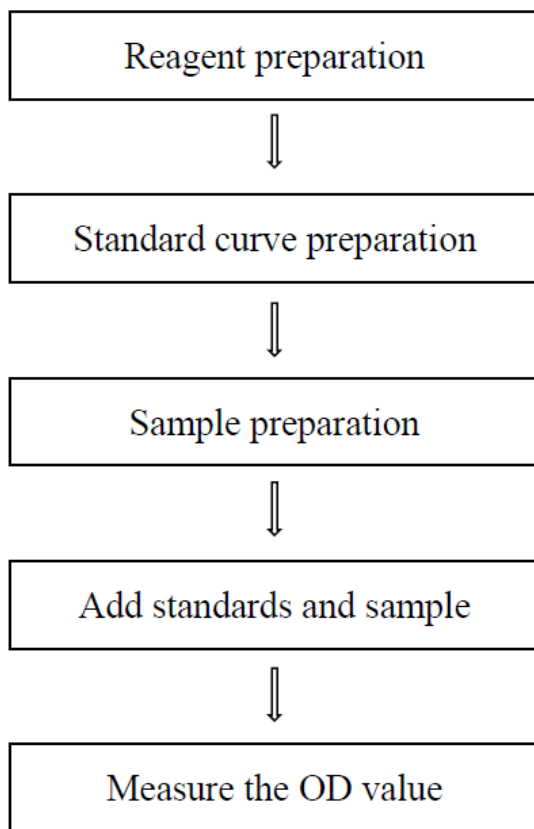 Reagent preparation
Standard curve preparation
Sample preparation
Add standards and sample
Measure the OD value